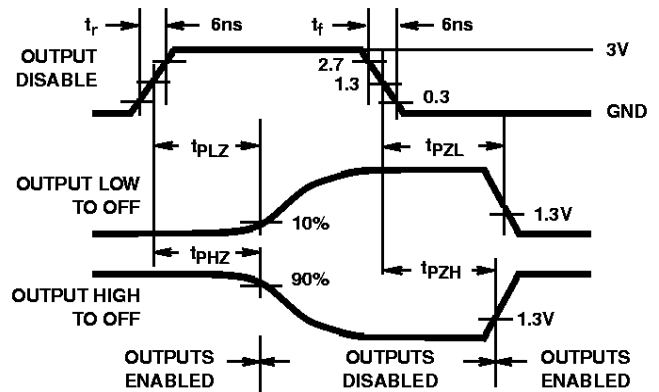 tr 6ns tf 6ns
OUTPUT
DISABLE
2.7
1.3
0.3
3V
GND
tPLZ tPZL
OUTPUT LOW
TO OFF
10%
1.3V
tPHZ tPZH
OUTPUT HIGH
TO OFF
90%
1.3V
OUTPUTS
ENABLED
OUTPUTS
DISABLED
OUTPUTS
ENABLED